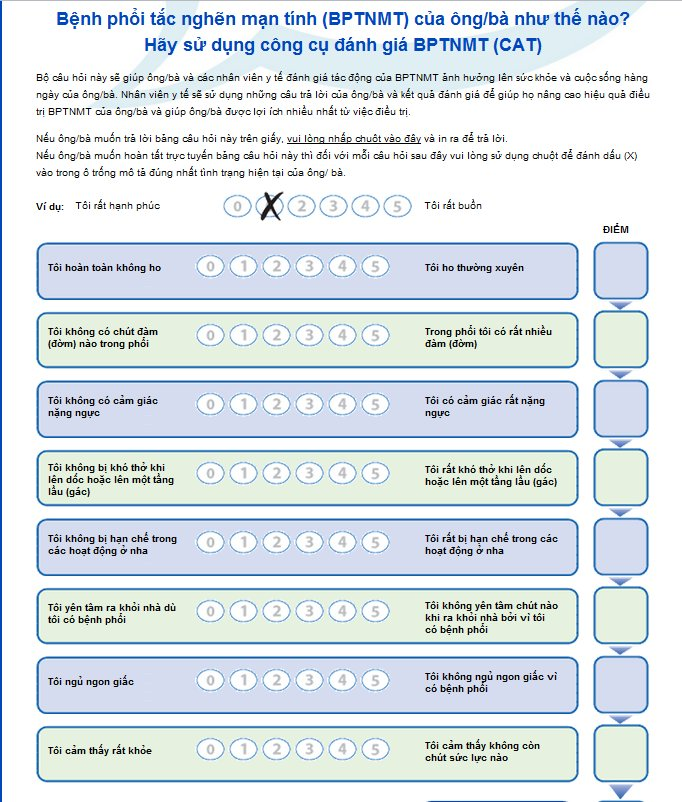 Bệnh phổi tắc nghẽn mạn tính (BPTNMT) của ông/bà như thế nào?
Hãy sử dụng công cụ đánh giá BPTNMT (CAT)
Bộ câu hỏi này sẽ giúp ông/bà và các nhân viên y tế đánh giá tác động của BPTNMT ảnh hưởng lên sức khỏe và cuộc sống hàng
ngày của ông/bà. Nhân viên y tế sẽ sử dụng những câu trả lời của ông/bà và kết quả đánh giá để giúp họ nâng cao hiệu quả điều
trị BPTNMT của ông/bà và giúp ông/bà được lợi ích nhiều nhất từ việc điều trị.
Nếu ông/bà muốn trả lời bảng câu hỏi này trên giấy, vui lòng nhấp chuột vào đây và in ra để trả lời.
Nếu ông/bà muốn hoàn tất trực tuyến bảng câu hỏi này thì đối với mỗi câu hỏi sau đây vui lòng sử dụng chuột để đánh dấu (X)
vào trong ô trống mô tả đúng nhất tình trạng hiện tại của ông/ bà.
Ví dụ: Tôi rất hạnh phúc 0 X 2 3 4 5 Tôi rất buồn
ĐIỂM
Tôi hoàn toàn không ho 0 1 2 3 4 5 Tôi ho thường xuyên
Tôi không có chút đàm
(đờm) nào trong phổi
0 1 2 3 4 5
Trong phổi tôi có rất nhiều
đàm (đờm)
Tôi không có cảm giác
nặng ngực
0 1 2 3 4 5
Tôi có cảm giác rất nặng
ngực
Tôi không bị khó thở khi
lên dốc hoặc lên một tầng
lầu (gác)
0 1 2 3 4 5
Tôi rất khó thở khi lên dốc
hoặc lên một tầng lầu (gác)
Tôi không bị hạn chế trong
các hoạt động ở nha
0 1 2 3 4 5
Tôi rất bị hạn chế trong các
hoạt động ở nha
Tôi yên tâm ra khỏi nhà dù
tôi có bệnh phổi
0 1 2 3 4 5
Tôi không yên tâm chút nào
khi ra khỏi nhà bởi vì tôi
có bệnh phổi
Tôi ngủ ngon giấc
0 1 2 3 4 5
Tôi không ngủ ngon giấc vì
có bệnh phổi
Tôi cảm thấy rất khỏe
0 1 2 3 4 5
Tôi cảm thấy không còn
chút sức lực nào